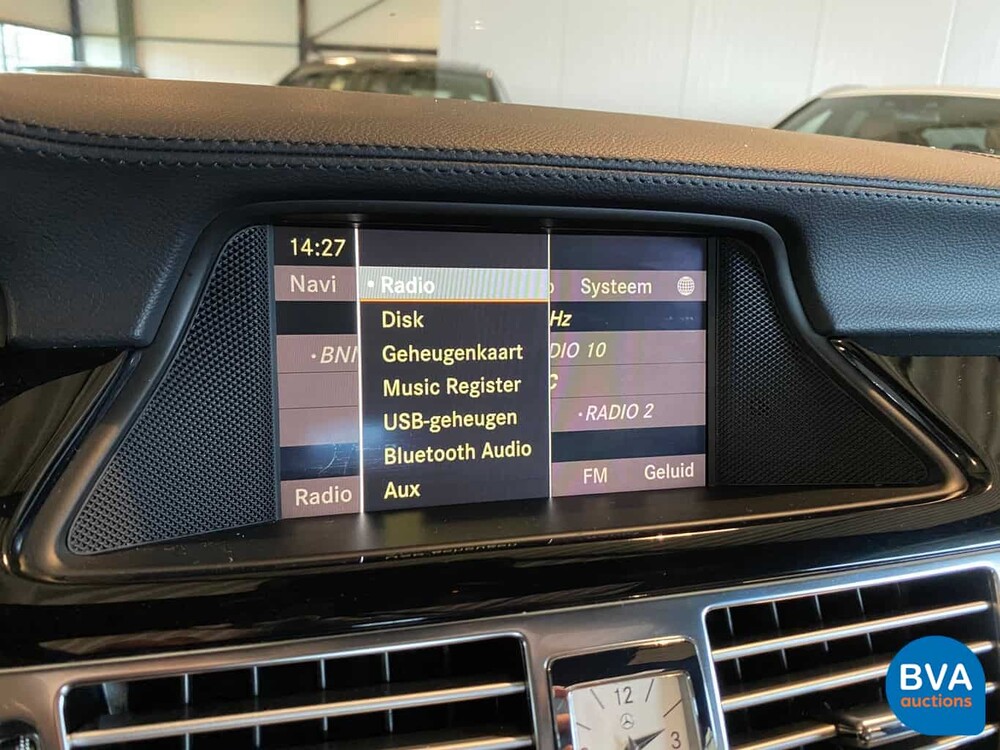 14:27
Navi
Radio
Systeem
Disk
Hz
BNI
Geheugenkaart
DIO 10
Music Register
C
USB-geheugen
RADIO 2
Bluetooth Audio
Radio
Aux
FM
Geluid
12
3
BVA
auctions